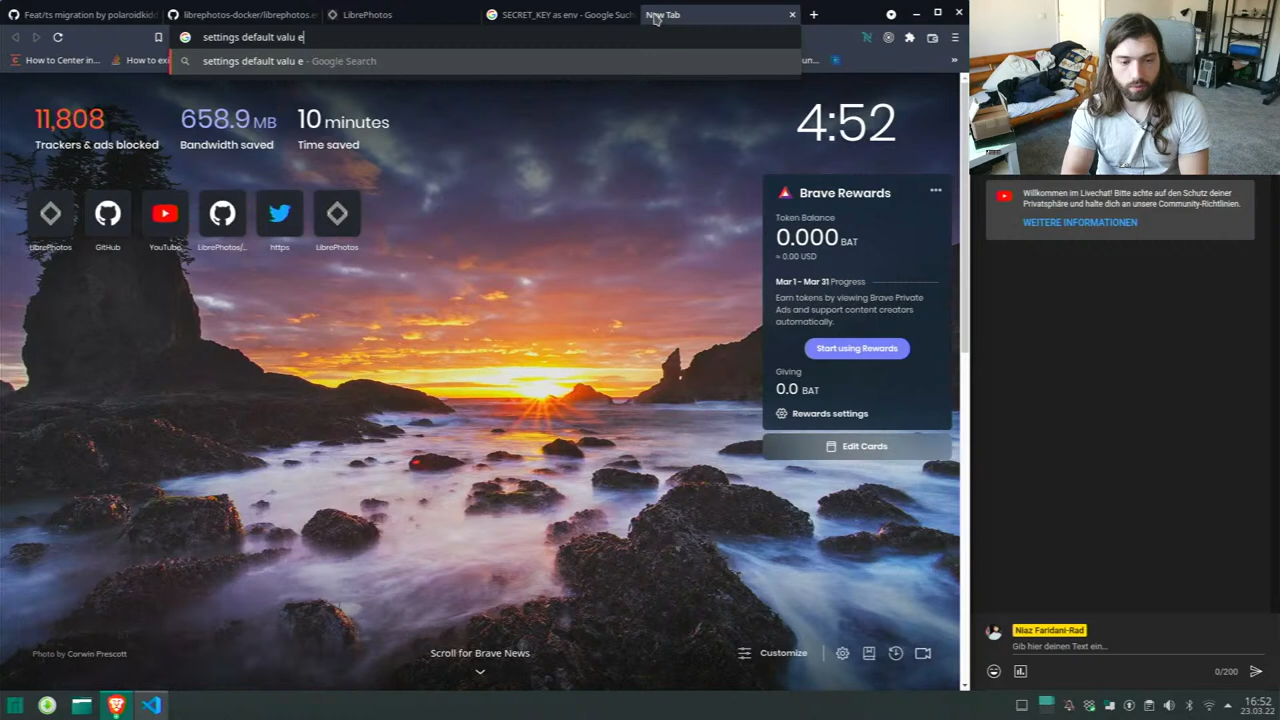 Feat/ts migration by polaroidkidd
librephotos-docker/librephotos.e
LibrePhotos
SECRET_KEY as env - Google Such
New Tab
settings default valu e
How to Center in...
How to ex
settings default valu e - Google Search
un...
11,808
Trackers & ads blocked
658.9 MB
Bandwidth saved
10 minutes
Time saved
4:52
LibrePhotos
GitHub
YouTube
LibrePhotos/...
https
LibrePhotos
Brave Rewards
Token Balance
0.000 BAT
≈ 0.00 USD
Mar 1 - Mar 31 Progress
Earn tokens by viewing Brave Private
Ads and support content creators
automatically.
Start using Rewards
Giving
0.0 BAT
Rewards settings
Edit Cards
Photo by Corwin Prescott
Scroll for Brave News
Customize
Willkommen im Livechat! Bitte achte auf den Schutz deiner
Privatsphäre und halte dich an unsere Community-Richtlinien.
WEITERE INFORMATIONEN
Niaz Faridani-Rad
Gib hier deinen Text ein...
0/200
16:52
23.03.22